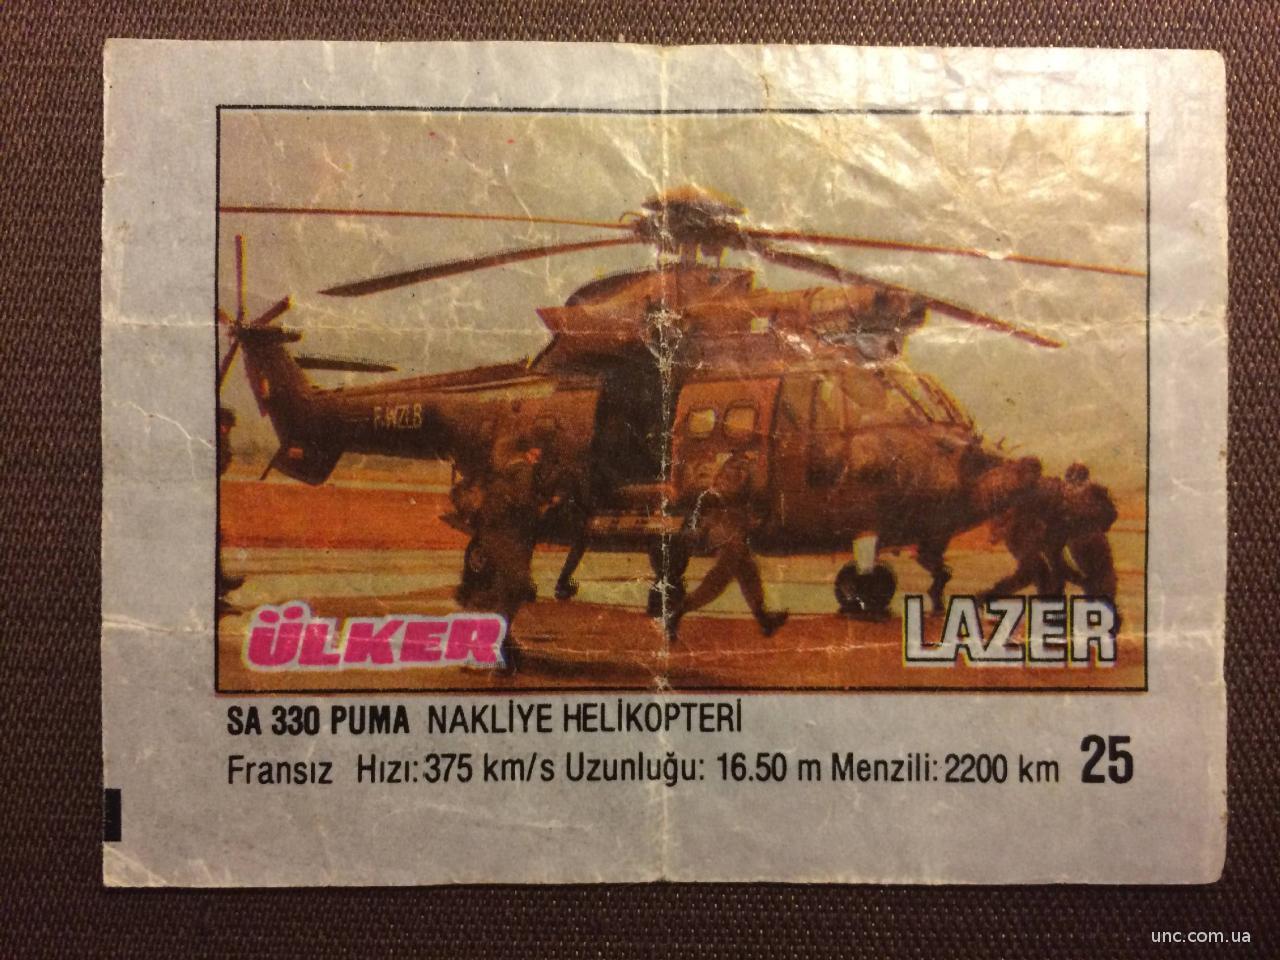 F-WZLB
ÜLKER
LAZER
SA 330 PUMA NAKLİYE HELİKOPTERİ
Fransız Hızı: 375 km/s Uzunluğu: 16.50 m Menzili: 2200 km 25
unc.com.ua